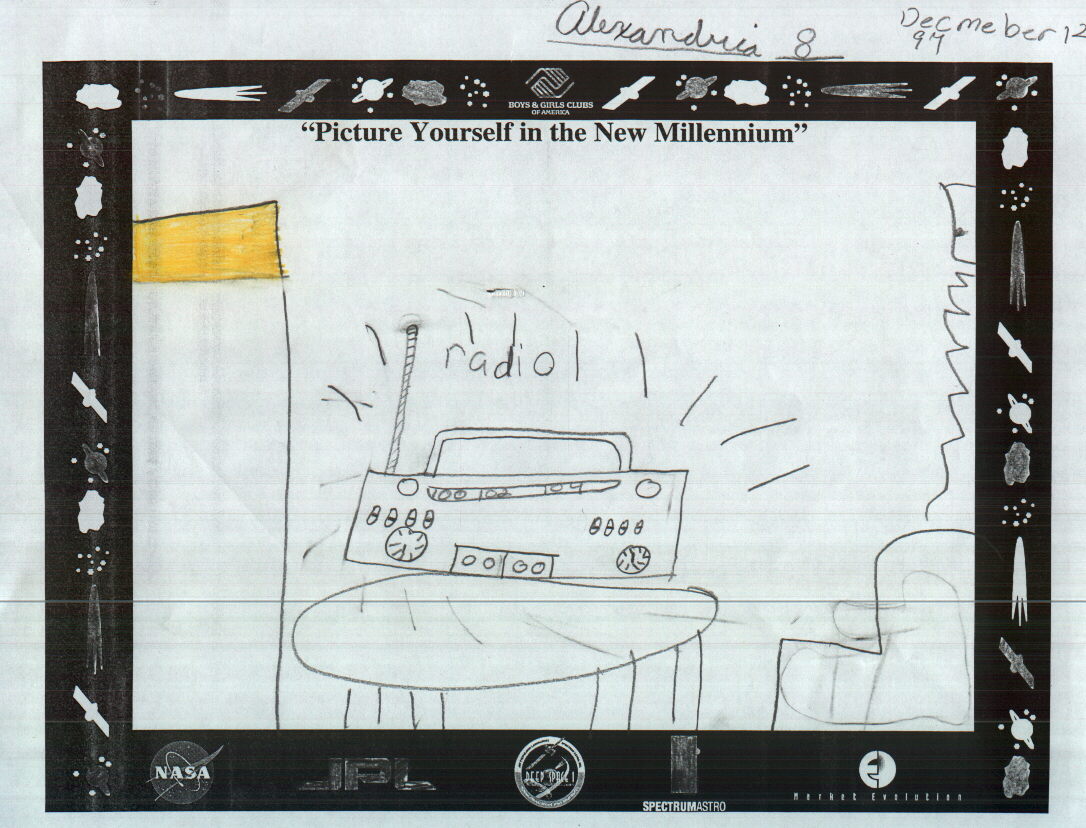 Alexandria 8 Decmeber 12
97
BOYS & GIRLS CLUBS
OF AMERICA
“Picture Yourself in the New Millennium”
radio
100 102 104
NASA
JPL
DEEP SPACE 1
SPECTRUMASTRO
Market Evolution